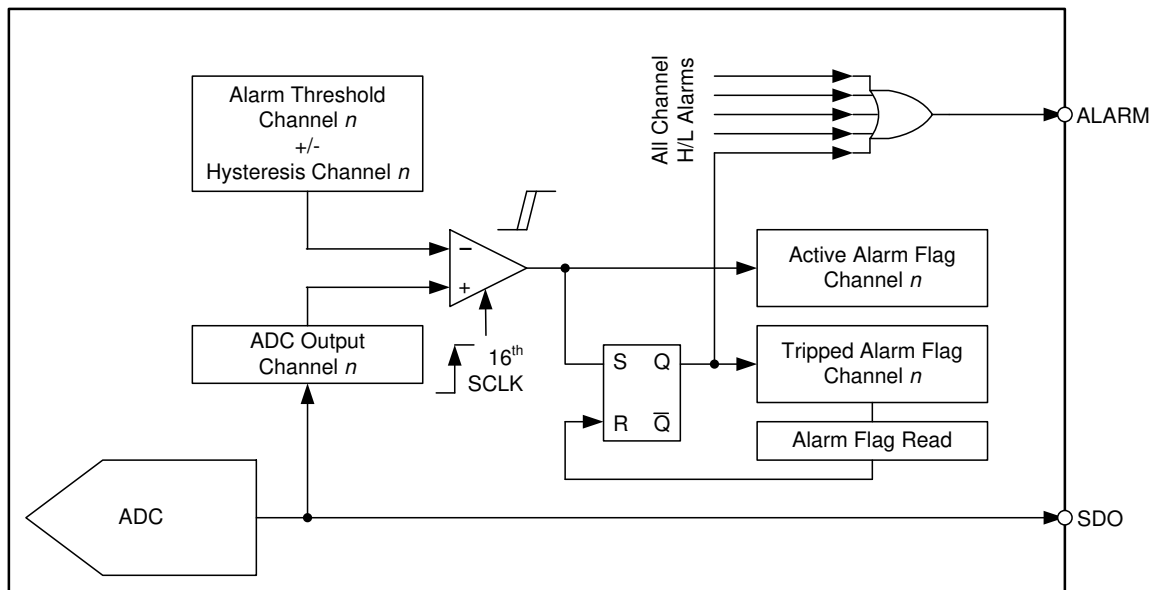 Alarm Threshold
Channel n
+/-
Hysteresis Channel n
All Channel
H/L Alarms
ALARM
−
+
Active Alarm Flag
Channel n
ADC Output
Channel n
16th
SCLK
S Q
R Q̅
Tripped Alarm Flag
Channel n
Alarm Flag Read
ADC
SDO